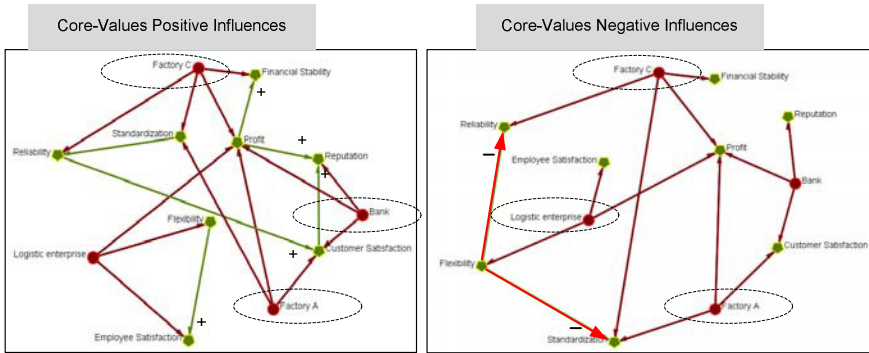 Core-Values Positive Influences
Core-Values Negative Influences
Factory C
Financial Stability
+
Standardization
Profit
+
Reliability
Reputation
+
Flexibility
Bank
Logistic enterprise
+
Customer Satisfaction
Factory A
+
Employee Satisfaction
Factory C
Financial Stability
Reputation
Reliability
–
Employee Satisfaction
Profit
Bank
Logistic enterprise
Customer Satisfaction
Flexibility
Factory A
–
Standardization